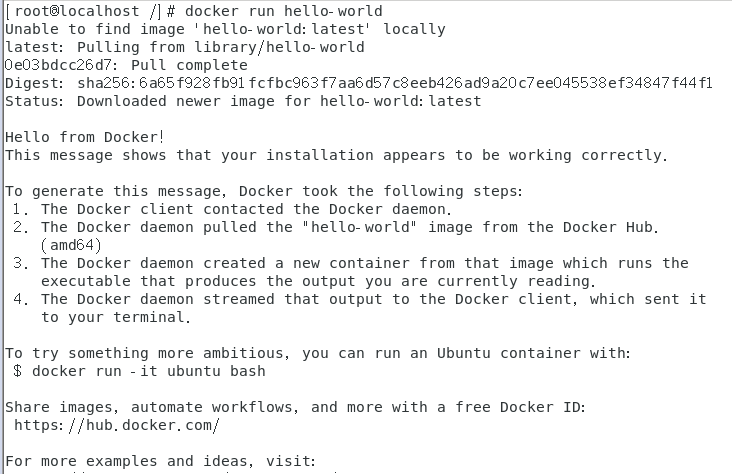 [root@localhost /]# docker run hello-world
Unable to find image 'hello-world:latest' locally
latest: Pulling from library/hello-world
0e03bdcc26d7: Pull complete
Digest: sha256:6a65f928fb91fcfbc963f7aa6d57c8eeb426ad9a20c7ee045538ef34847f44f1
Status: Downloaded newer image for hello-world:latest

Hello from Docker!
This message shows that your installation appears to be working correctly.

To generate this message, Docker took the following steps:
 1. The Docker client contacted the Docker daemon.
 2. The Docker daemon pulled the "hello-world" image from the Docker Hub.
    (amd64)
 3. The Docker daemon created a new container from that image which runs the
    executable that produces the output you are currently reading.
 4. The Docker daemon streamed that output to the Docker client, which sent it
    to your terminal.

To try something more ambitious, you can run an Ubuntu container with:
 $ docker run -it ubuntu bash

Share images, automate workflows, and more with a free Docker ID:
 https://hub.docker.com/

For more examples and ideas, visit: